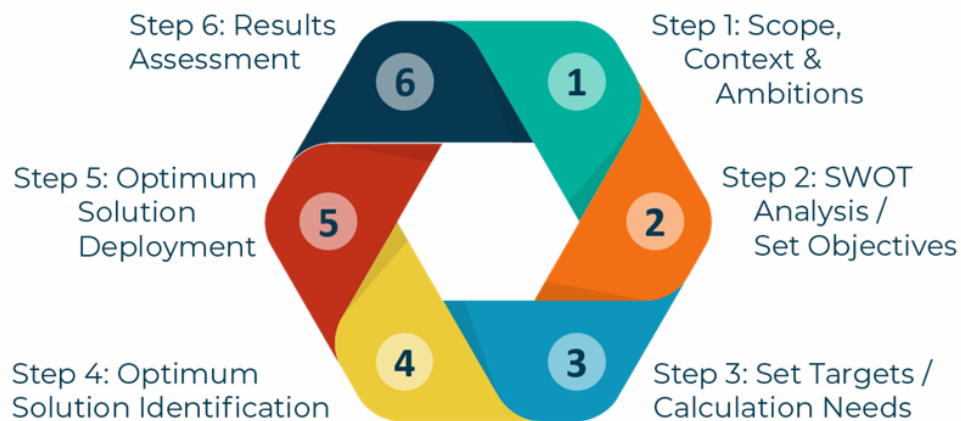 Step 1: Scope,
Context &
Ambitions
Step 2: SWOT
Analysis /
Set Objectives
Step 3: Set Targets /
Calculation Needs
Step 4: Optimum
Solution Identification
Step 5: Optimum
Solution
Deployment
Step 6: Results
Assessment
1
2
3
4
5
6